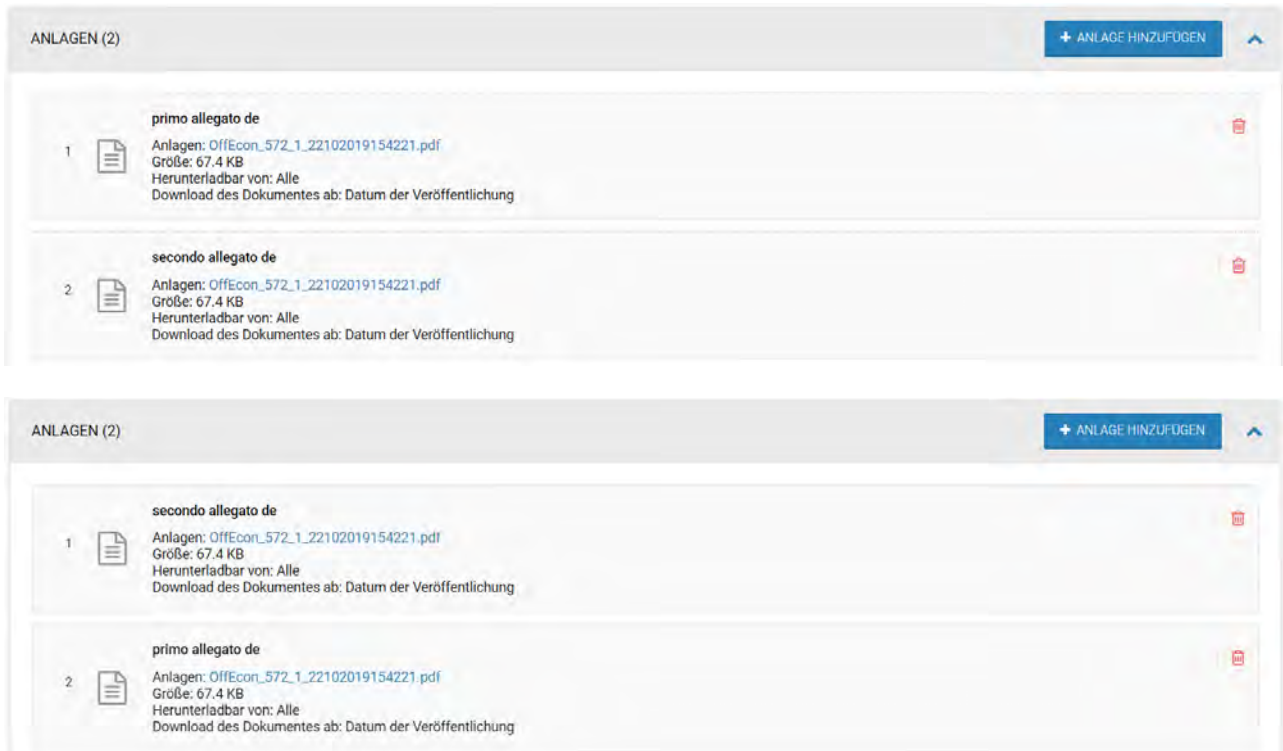 ANLAGEN (2)
+ ANLAGE HINZUFÜGEN
primo allegato de
1
Anlagen: OffEcon_572_1_22102019154221.pdf
Größe: 67.4 KB
Herunterladbar von: Alle
Download des Dokumentes ab: Datum der Veröffentlichung
secondo allegato de
2
Anlagen: OffEcon_572_1_22102019154221.pdf
Größe: 67.4 KB
Herunterladbar von: Alle
Download des Dokumentes ab: Datum der Veröffentlichung
ANLAGEN (2)
+ ANLAGE HINZUFÜGEN
secondo allegato de
1
Anlagen: OffEcon_572_1_22102019154221.pdf
Größe: 67.4 KB
Herunterladbar von: Alle
Download des Dokumentes ab: Datum der Veröffentlichung
primo allegato de
2
Anlagen: OffEcon_572_1_22102019154221.pdf
Größe: 67.4 KB
Herunterladbar von: Alle
Download des Dokumentes ab: Datum der Veröffentlichung